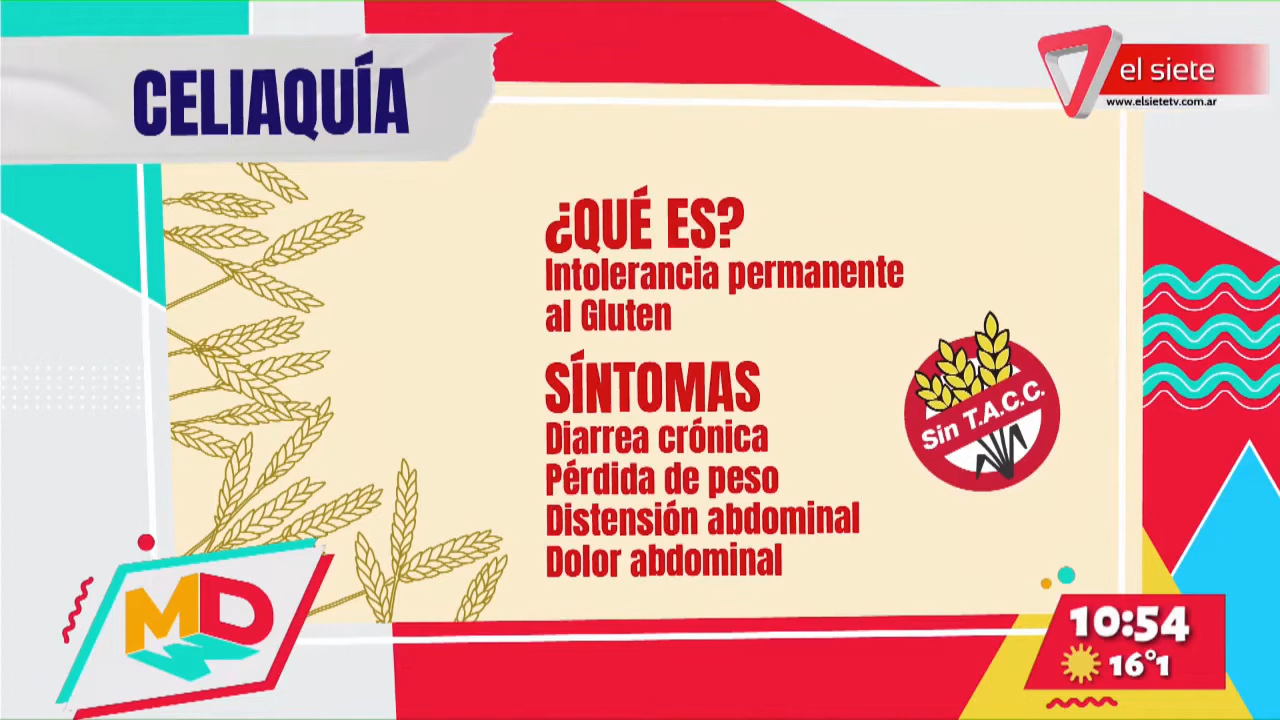 CELIAQUÍA
el siete
www.elsietetv.com.ar
¿QUÉ ES?
Intolerancia permanente
al Gluten
SÍNTOMAS
Diarrea crónica
Pérdida de peso
Distensión abdominal
Dolor abdominal
Sin T.A.C.C.
MD
10:54
16°1